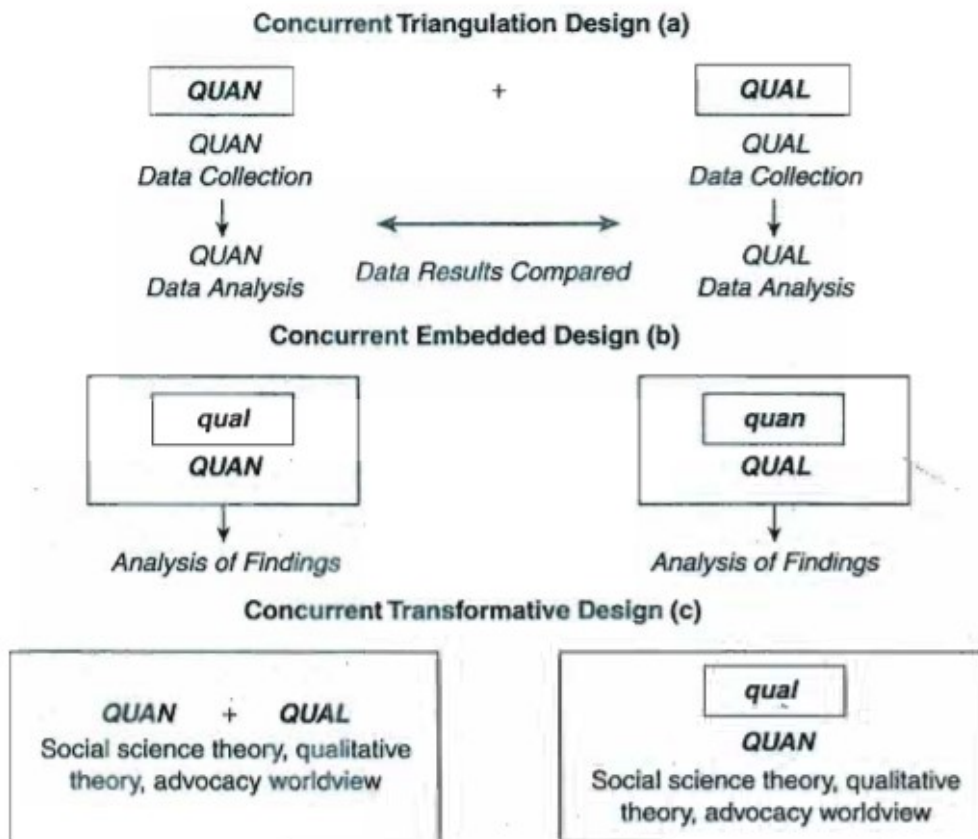 Concurrent Triangulation Design (a)
QUAN + QUAL
QUAN QUAL
Data Collection Data Collection
QUAN QUAL
Data Analysis Data Results Compared Data Analysis
Concurrent Embedded Design (b)
qual quan
QUAN QUAL
Analysis of Findings Analysis of Findings
Concurrent Transformative Design (c)
QUAN + QUAL
Social science theory, qualitative
theory, advocacy worldview
qual
QUAN
Social science theory, qualitative
theory, advocacy worldview